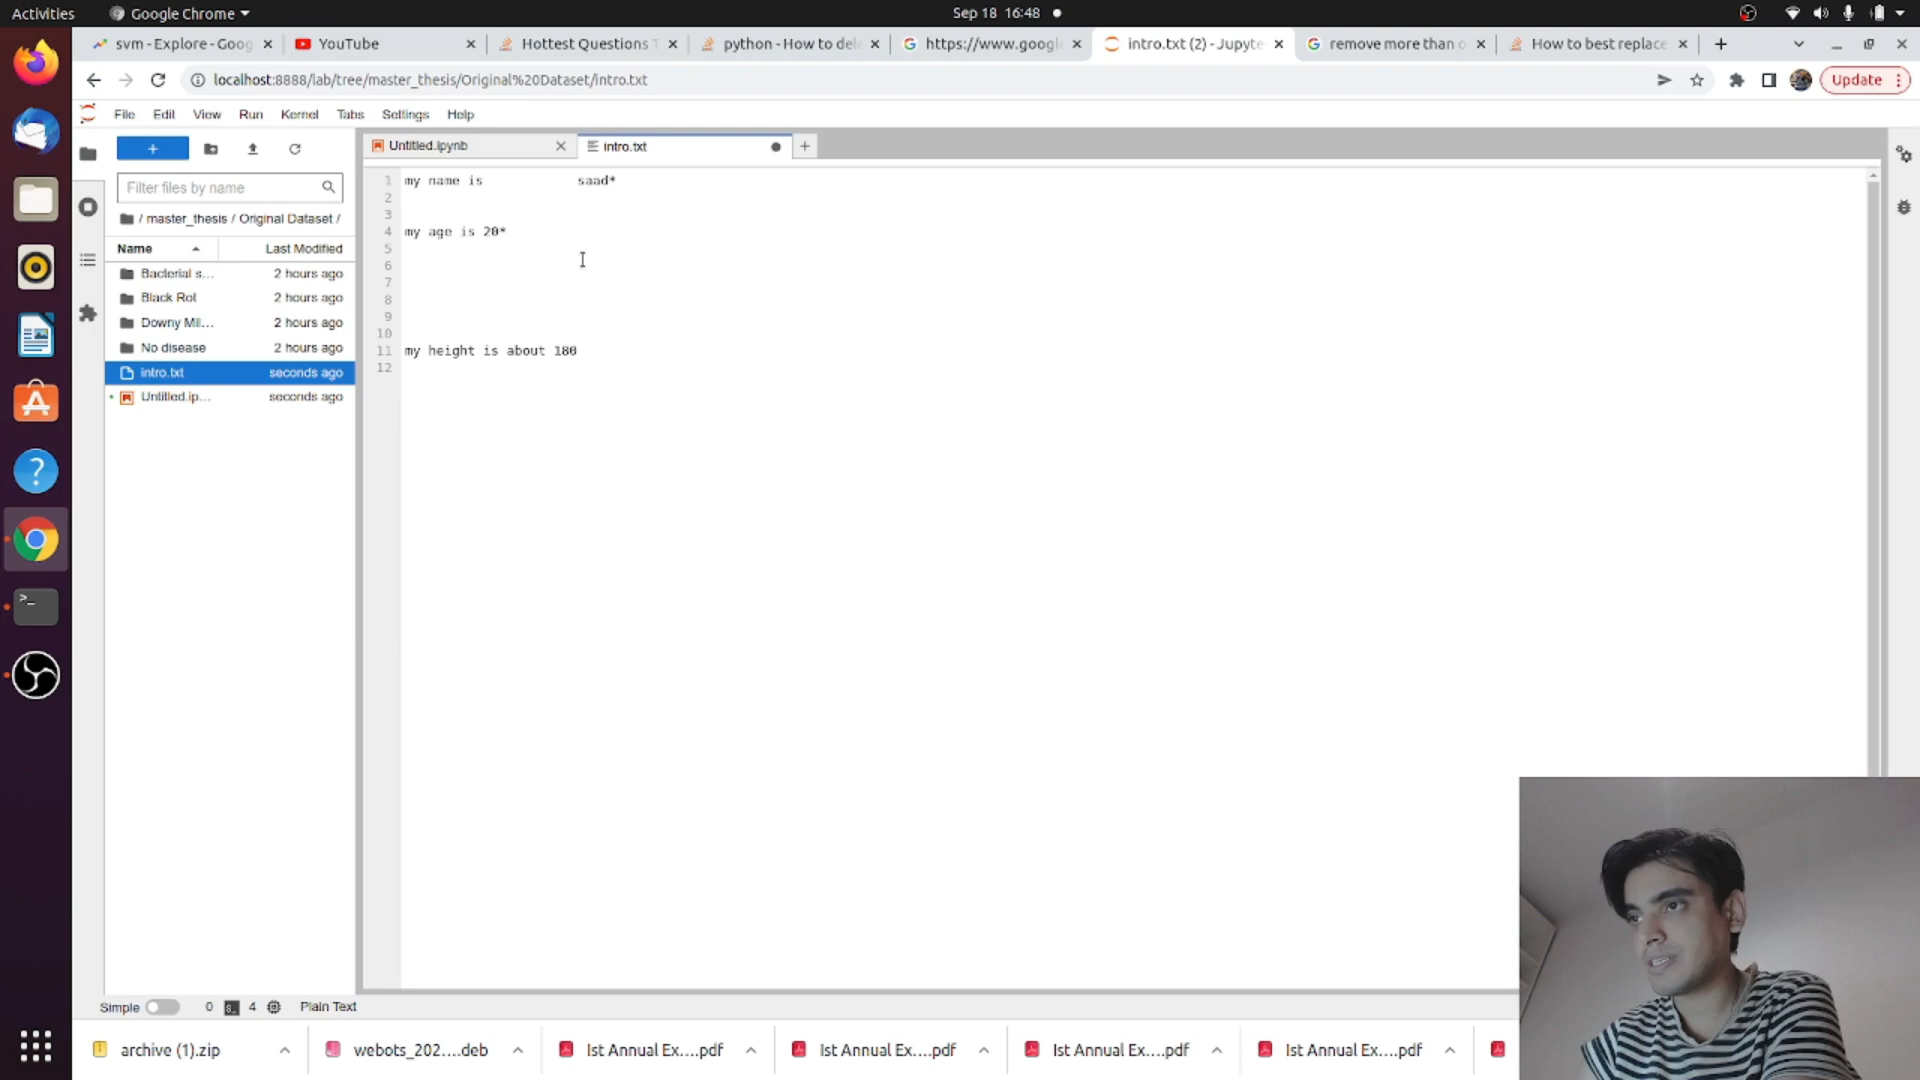 Activities
Google Chrome
Sep 18 16:48
svm - Explore - Goog
YouTube
Hottest Questions T
python - How to del
https://www.googl
intro.txt (2) - Jupyte
remove more than o
How to best replace
localhost:8888/lab/tree/master_thesis/Original%20Dataset/intro.txt
Update
File Edit View Run Kernel Tabs Settings Help
Untitled.ipynb
intro.txt
Filter files by name
/ master_thesis / Original Dataset /
Name Last Modified
Bacterial s... 2 hours ago
Black Rot 2 hours ago
Downy Mil... 2 hours ago
No disease 2 hours ago
intro.txt seconds ago
Untitled.ip... seconds ago
1 my name is saad*
2
3
4 my age is 20*
5
6
7
8
9
10
11 my height is about 180
12
Simple 0 4 Plain Text
archive (1).zip
webots_202....deb
Ist Annual Ex....pdf
Ist Annual Ex....pdf
Ist Annual Ex....pdf
Ist Annual Ex....pdf